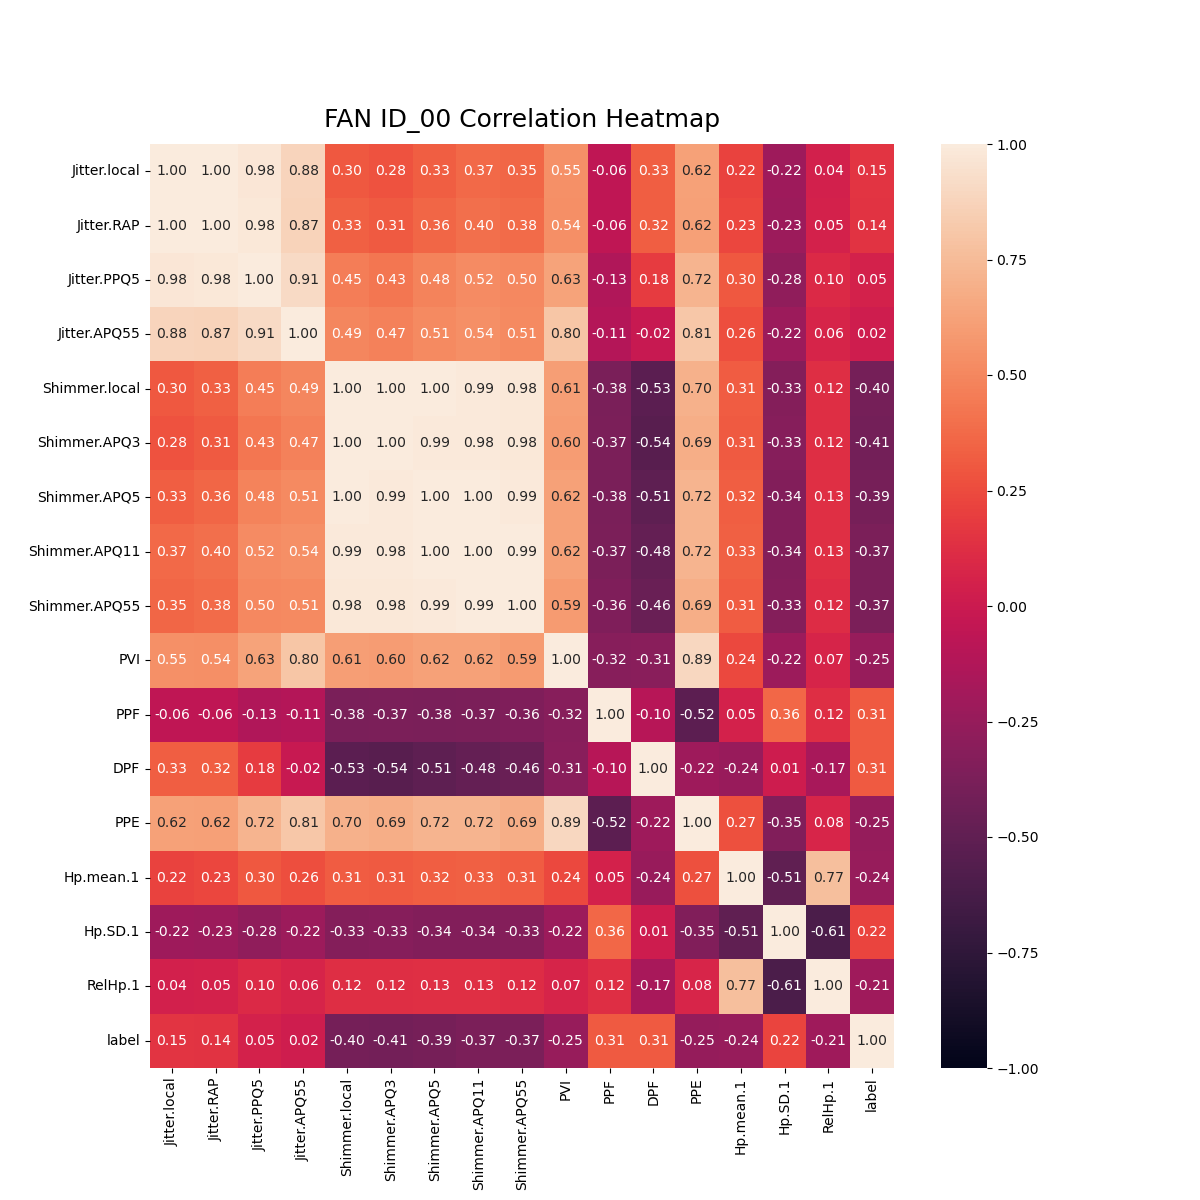 FAN ID_00 Correlation Heatmap
Jitter.local 1.00 1.00 0.98 0.88 0.30 0.28 0.33 0.37 0.35 0.55 -0.06 0.33 0.62 0.22 -0.22 0.04 0.15
Jitter.RAP 1.00 1.00 0.98 0.87 0.33 0.31 0.36 0.40 0.38 0.54 -0.06 0.32 0.62 0.23 -0.23 0.05 0.14
Jitter.PPQ5 0.98 0.98 1.00 0.91 0.45 0.43 0.48 0.52 0.50 0.63 -0.13 0.18 0.72 0.30 -0.28 0.10 0.05
Jitter.APQ55 0.88 0.87 0.91 1.00 0.49 0.47 0.51 0.54 0.51 0.80 -0.11 -0.02 0.81 0.26 -0.22 0.06 0.02
Shimmer.local 0.30 0.33 0.45 0.49 1.00 1.00 1.00 0.99 0.98 0.61 -0.38 -0.53 0.70 0.31 -0.33 0.12 -0.40
Shimmer.APQ3 0.28 0.31 0.43 0.47 1.00 1.00 0.99 0.98 0.98 0.60 -0.37 -0.54 0.69 0.31 -0.33 0.12 -0.41
Shimmer.APQ5 0.33 0.36 0.48 0.51 1.00 0.99 1.00 1.00 0.99 0.62 -0.38 -0.51 0.72 0.32 -0.34 0.13 -0.39
Shimmer.APQ11 0.37 0.40 0.52 0.54 0.99 0.98 1.00 1.00 0.99 0.62 -0.37 -0.48 0.72 0.33 -0.34 0.13 -0.37
Shimmer.APQ55 0.35 0.38 0.50 0.51 0.98 0.98 0.99 0.99 1.00 0.59 -0.36 -0.46 0.69 0.31 -0.33 0.12 -0.37
PVI 0.55 0.54 0.63 0.80 0.61 0.60 0.62 0.62 0.59 1.00 -0.32 -0.31 0.89 0.24 -0.22 0.07 -0.25
PPF -0.06 -0.06 -0.13 -0.11 -0.38 -0.37 -0.38 -0.37 -0.36 -0.32 1.00 -0.10 -0.52 0.05 0.36 0.12 0.31
DPF 0.33 0.32 0.18 -0.02 -0.53 -0.54 -0.51 -0.48 -0.46 -0.31 -0.10 1.00 -0.22 -0.24 0.01 -0.17 0.31
PPE 0.62 0.62 0.72 0.81 0.70 0.69 0.72 0.72 0.69 0.89 -0.52 -0.22 1.00 0.27 -0.35 0.08 -0.25
Hp.mean.1 0.22 0.23 0.30 0.26 0.31 0.31 0.32 0.33 0.31 0.24 0.05 -0.24 0.27 1.00 -0.51 0.77 -0.24
Hp.SD.1 -0.22 -0.23 -0.28 -0.22 -0.33 -0.33 -0.34 -0.34 -0.33 -0.22 0.36 0.01 -0.35 -0.51 1.00 -0.61 0.22
RelHp.1 0.04 0.05 0.10 0.06 0.12 0.12 0.13 0.13 0.12 0.07 0.12 -0.17 0.08 0.77 -0.61 1.00 -0.21
label 0.15 0.14 0.05 0.02 -0.40 -0.41 -0.39 -0.37 -0.37 -0.25 0.31 0.31 -0.25 -0.24 0.22 -0.21 1.00
Jitter.local
Jitter.RAP
Jitter.PPQ5
Jitter.APQ55
Shimmer.local
Shimmer.APQ3
Shimmer.APQ5
Shimmer.APQ11
Shimmer.APQ55
PVI
PPF
DPF
PPE
Hp.mean.1
Hp.SD.1
RelHp.1
label
1.00
0.75
0.50
0.25
0.00
−0.25
−0.50
−0.75
−1.00